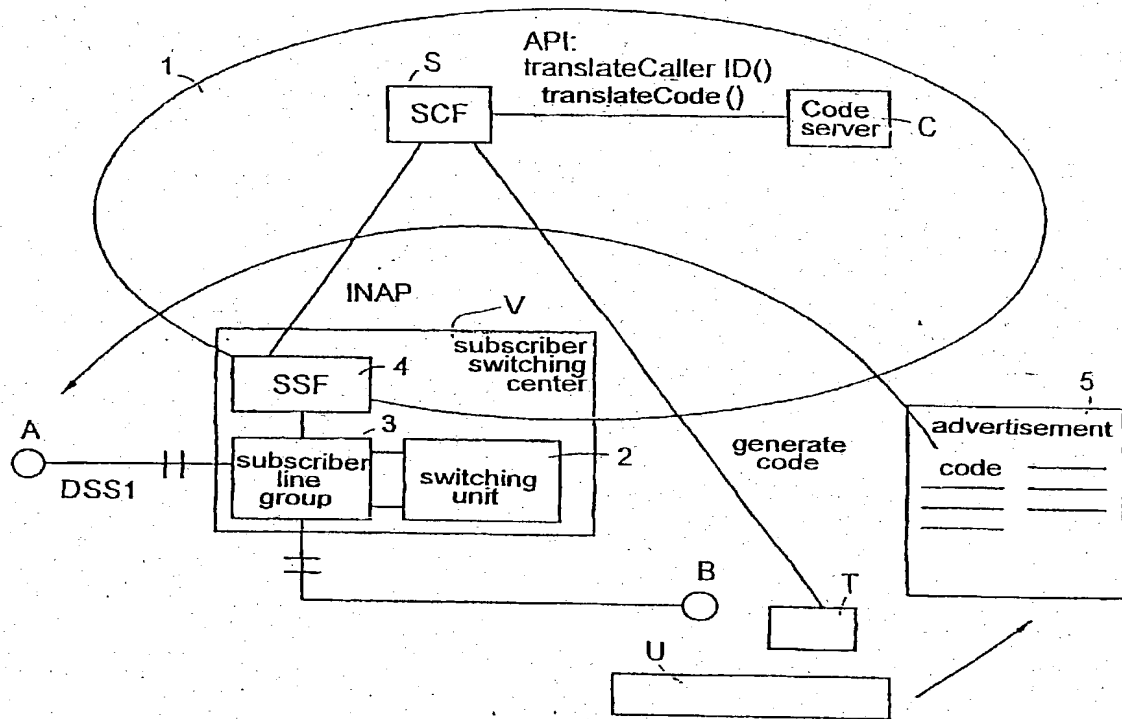 API:
translateCaller ID()
translateCode ()
1
S
SCF
Code
server
C
INAP
V
subscriber
switching
center
SSF
4
5
advertisement
code
A
3
DSS1
subscriber
line
group
switching
unit
2
generate
code
B
T
U